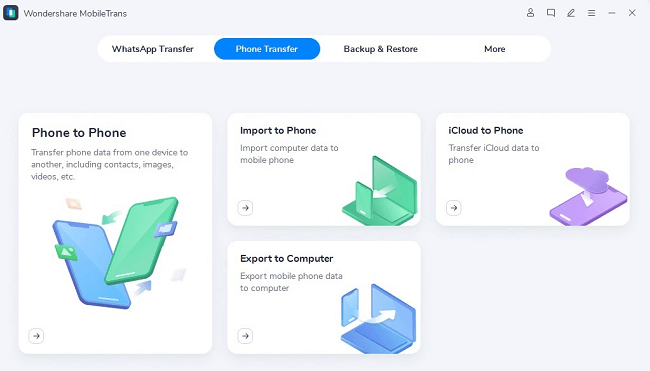 Wondershare MobileTrans
WhatsApp Transfer
Phone Transfer
Backup & Restore
More
Phone to Phone
Transfer phone data from one device to
another, including contacts, images,
videos, etc.
Import to Phone
Import computer data to
mobile phone
iCloud to Phone
Transfer iCloud data to
phone
Export to Computer
Export mobile phone data
to computer